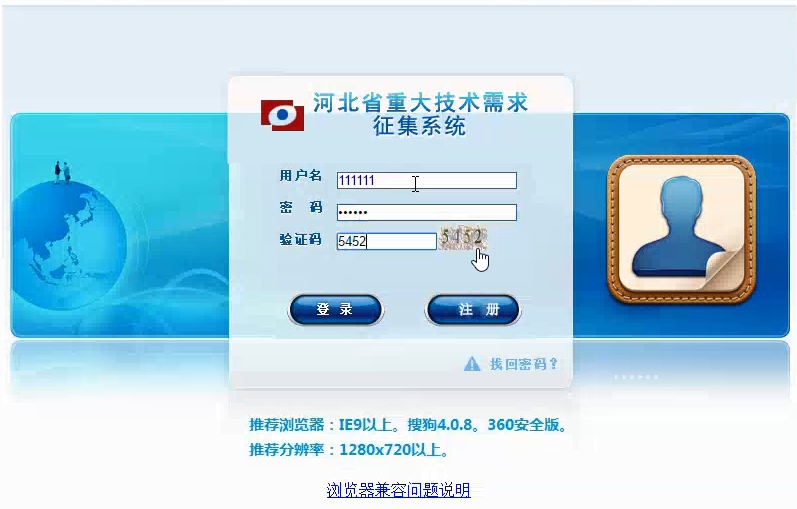 河北省重大技术需求
征集系统
用户名 111111
密 码 ••••••
验证码 5452 5452
登 录 注 册
找回密码？
推荐浏览器：IE9以上。搜狗4.0.8。360安全版。
推荐分辨率：1280x720以上。
浏览器兼容问题说明